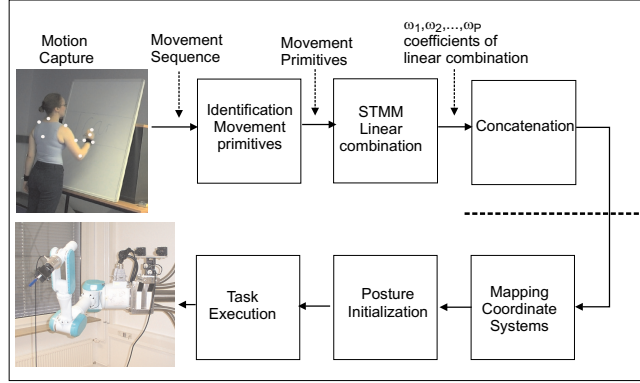 Motion
Capture
Movement
Sequence
Movement
Primitives
ω1,ω2,...,ωP
coefficients of
linear combination
Identification
Movement
primitives
STMM
Linear
combination
Concatenation
Task
Execution
Posture
Initialization
Mapping
Coordinate
Systems